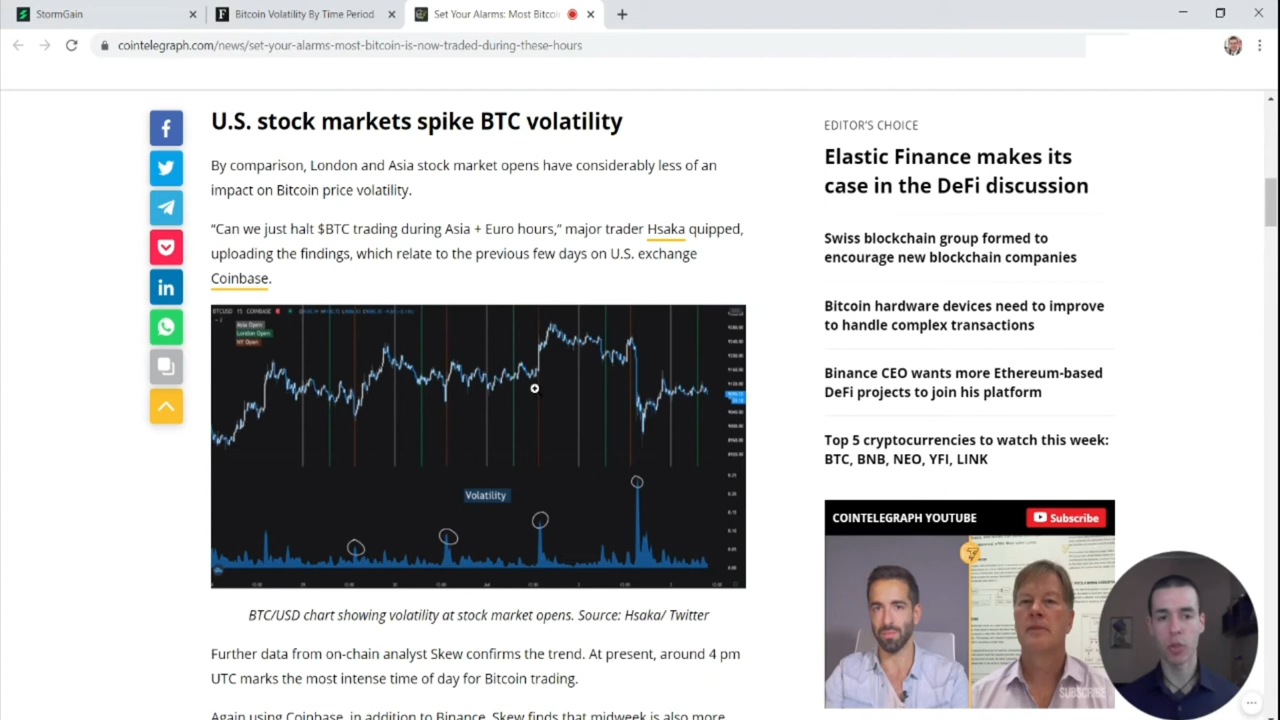 StormGain
Bitcoin Volatility By Time Period
Set Your Alarms: Most Bitcoi
cointelegraph.com/news/set-your-alarms-most-bitcoin-is-now-traded-during-these-hours
U.S. stock markets spike BTC volatility
By comparison, London and Asia stock market opens have considerably less of an
impact on Bitcoin price volatility.
“Can we just halt $BTC trading during Asia + Euro hours,” major trader Hsaka quipped,
uploading the findings, which relate to the previous few days on U.S. exchange
Coinbase.
Asia Open
London Open
NY Open
Volatility
BTC/USD chart showing volatility at stock market opens. Source: Hsaka/ Twitter
Further data from on-chain analyst Skew confirms the trend. At present, around 4 pm
UTC marks the most intense time of day for Bitcoin trading.
Again using Coinbase, in addition to Binance, Skew finds that midweek is also more
EDITOR’S CHOICE
Elastic Finance makes its
case in the DeFi discussion
Swiss blockchain group formed to
encourage new blockchain companies
Bitcoin hardware devices need to improve
to handle complex transactions
Binance CEO wants more Ethereum-based
DeFi projects to join his platform
Top 5 cryptocurrencies to watch this week:
BTC, BNB, NEO, YFI, LINK
COINTELEGRAPH YOUTUBE
Subscribe
SUBSCRIBE